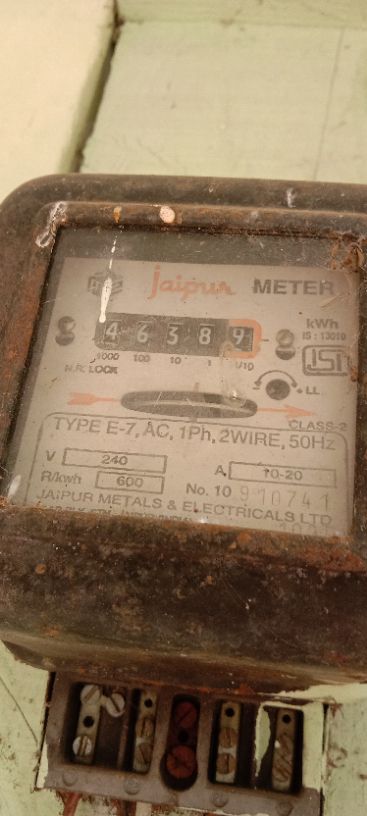 Jaipur METER
4 6 3 8 9 kWh
IS : 13010
1000 100 10 1 1/10
N.R. LOCK
ISI
LL
CLASS-2
TYPE E-7, AC, 1Ph, 2WIRE, 50Hz
V 240 A, 10-20
R/kwh 600 No. 10 910741
JAIPUR METALS & ELECTRICALS LTD